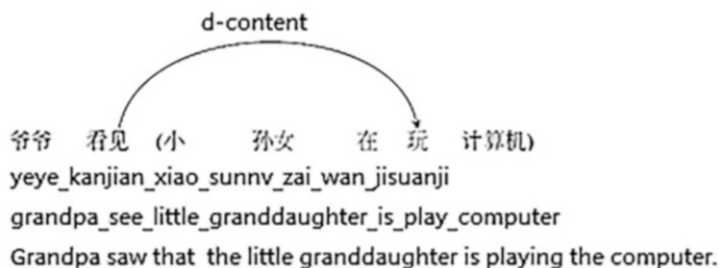 d-content
爷爷 看见 (小 孙女 在 玩 计算机)
yeye_kanjian_xiao_sunnv_zai_wan_jisuanji
grandpa_see_little_granddaughter_is_play_computer
Grandpa saw that the little granddaughter is playing the computer.